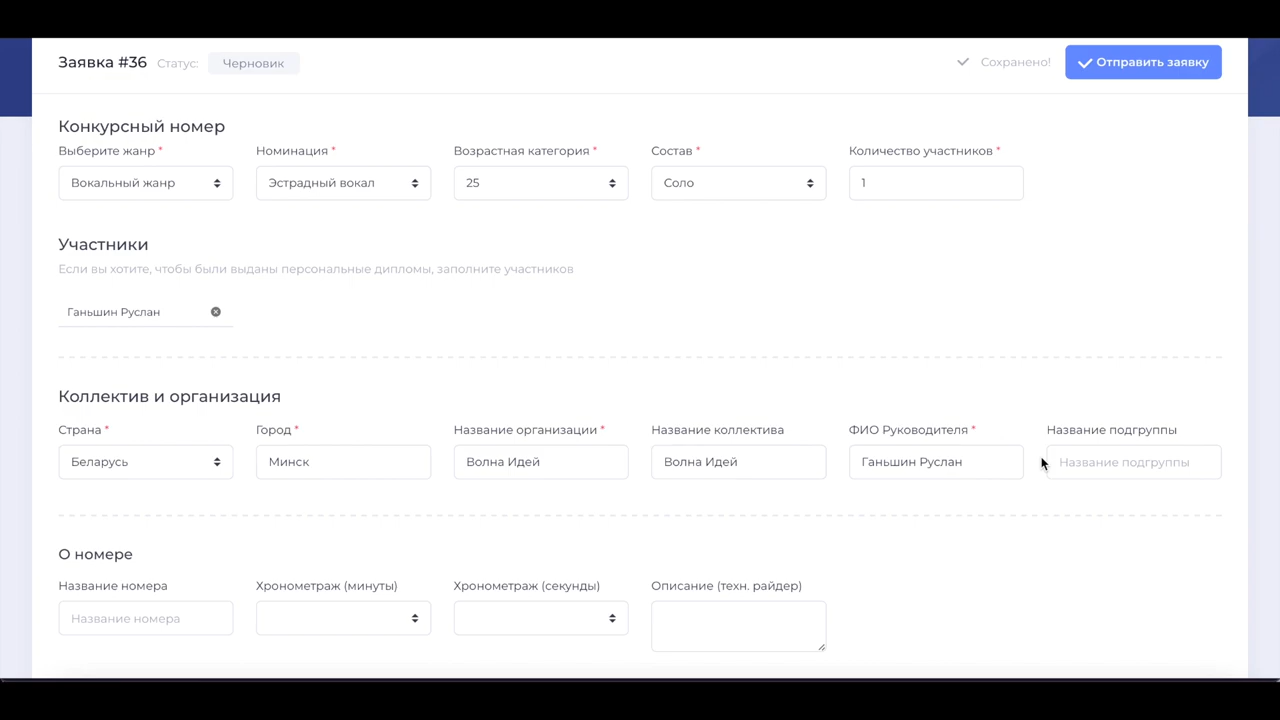 Заявка #36 Статус: Черновик Сохранено! Отправить заявку
Конкурсный номер
Выберите жанр * Номинация * Возрастная категория * Состав * Количество участников *
Вокальный жанр Эстрадный вокал 25 Соло 1
Участники
Если вы хотите, чтобы были выданы персональные дипломы, заполните участников
Ганьшин Руслан
Коллектив и организация
Страна * Город * Название организации * Название коллектива ФИО Руководителя * Название подгруппы
Беларусь Минск Волна Идей Волна Идей Ганьшин Руслан Название подгруппы
О номере
Название номера Хронометраж (минуты) Хронометраж (секунды) Описание (техн. райдер)
Название номера